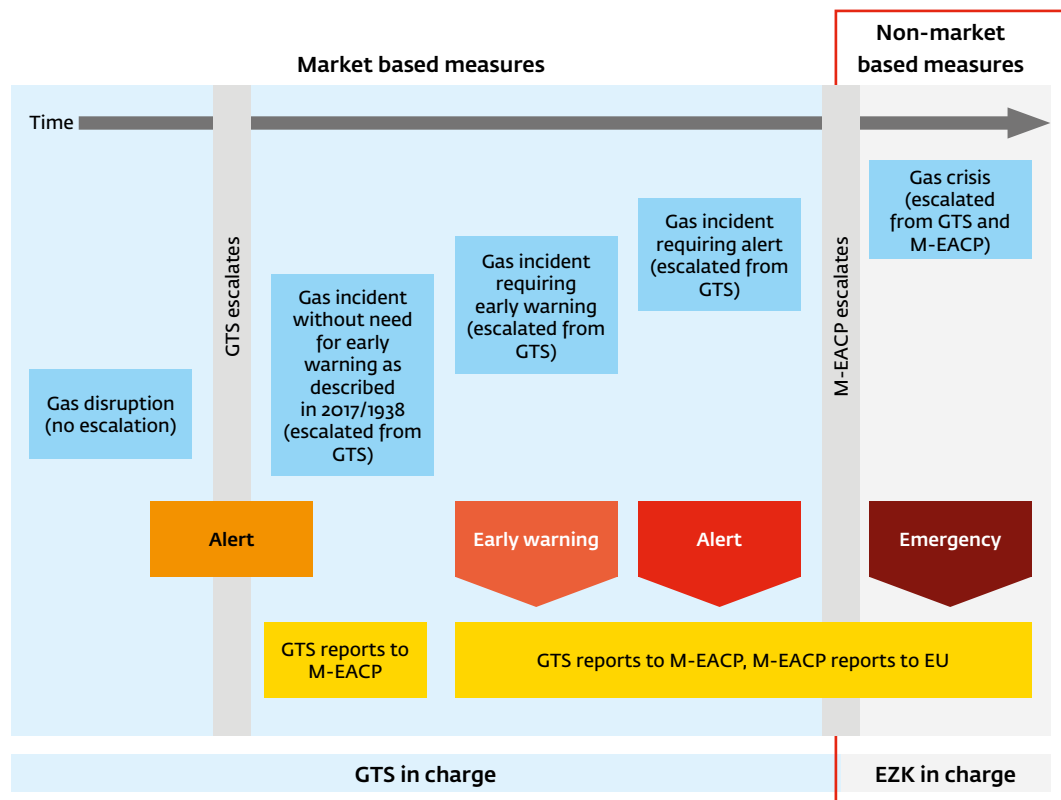 Market based measures
Non-market
based measures
Time
GTS escalates
M-EACP escalates
Gas disruption
(no escalation)
Gas incident
without need
for early
warning as
described
in 2017/1938
(escalated from
GTS)
Gas incident
requiring
early warning
(escalated from
GTS)
Gas incident
requiring alert
(escalated from
GTS)
Gas crisis
(escalated
from GTS and
M-EACP)
Alert
Early warning
Alert
Emergency
GTS reports to
M-EACP
GTS reports to M-EACP, M-EACP reports to EU
GTS in charge
EZK in charge